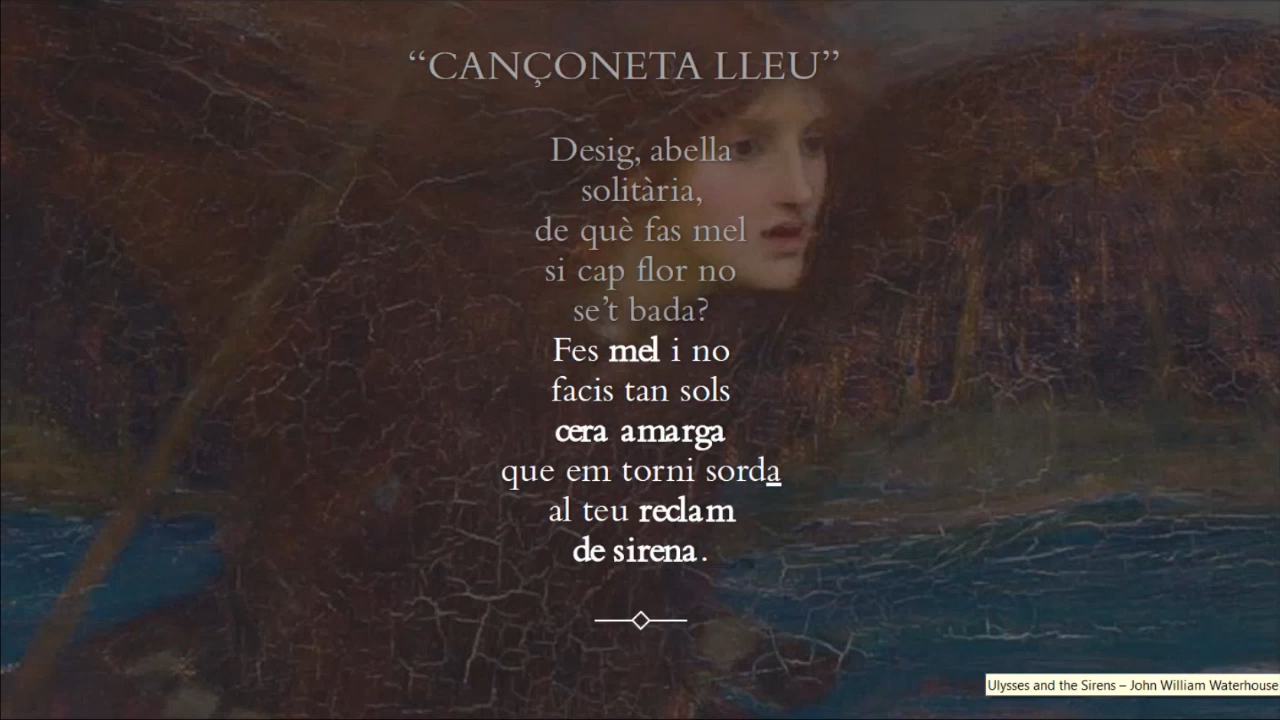 “CANÇONETA LLEU”
Desig, abella
solitària,
de què fas mel
si cap flor no
se’t bada?
Fes mel i no
facis tan sols
cera amarga
que em torni sorda
al teu reclam
de sirena.
Ulysses and the Sirens – John William Waterhouse